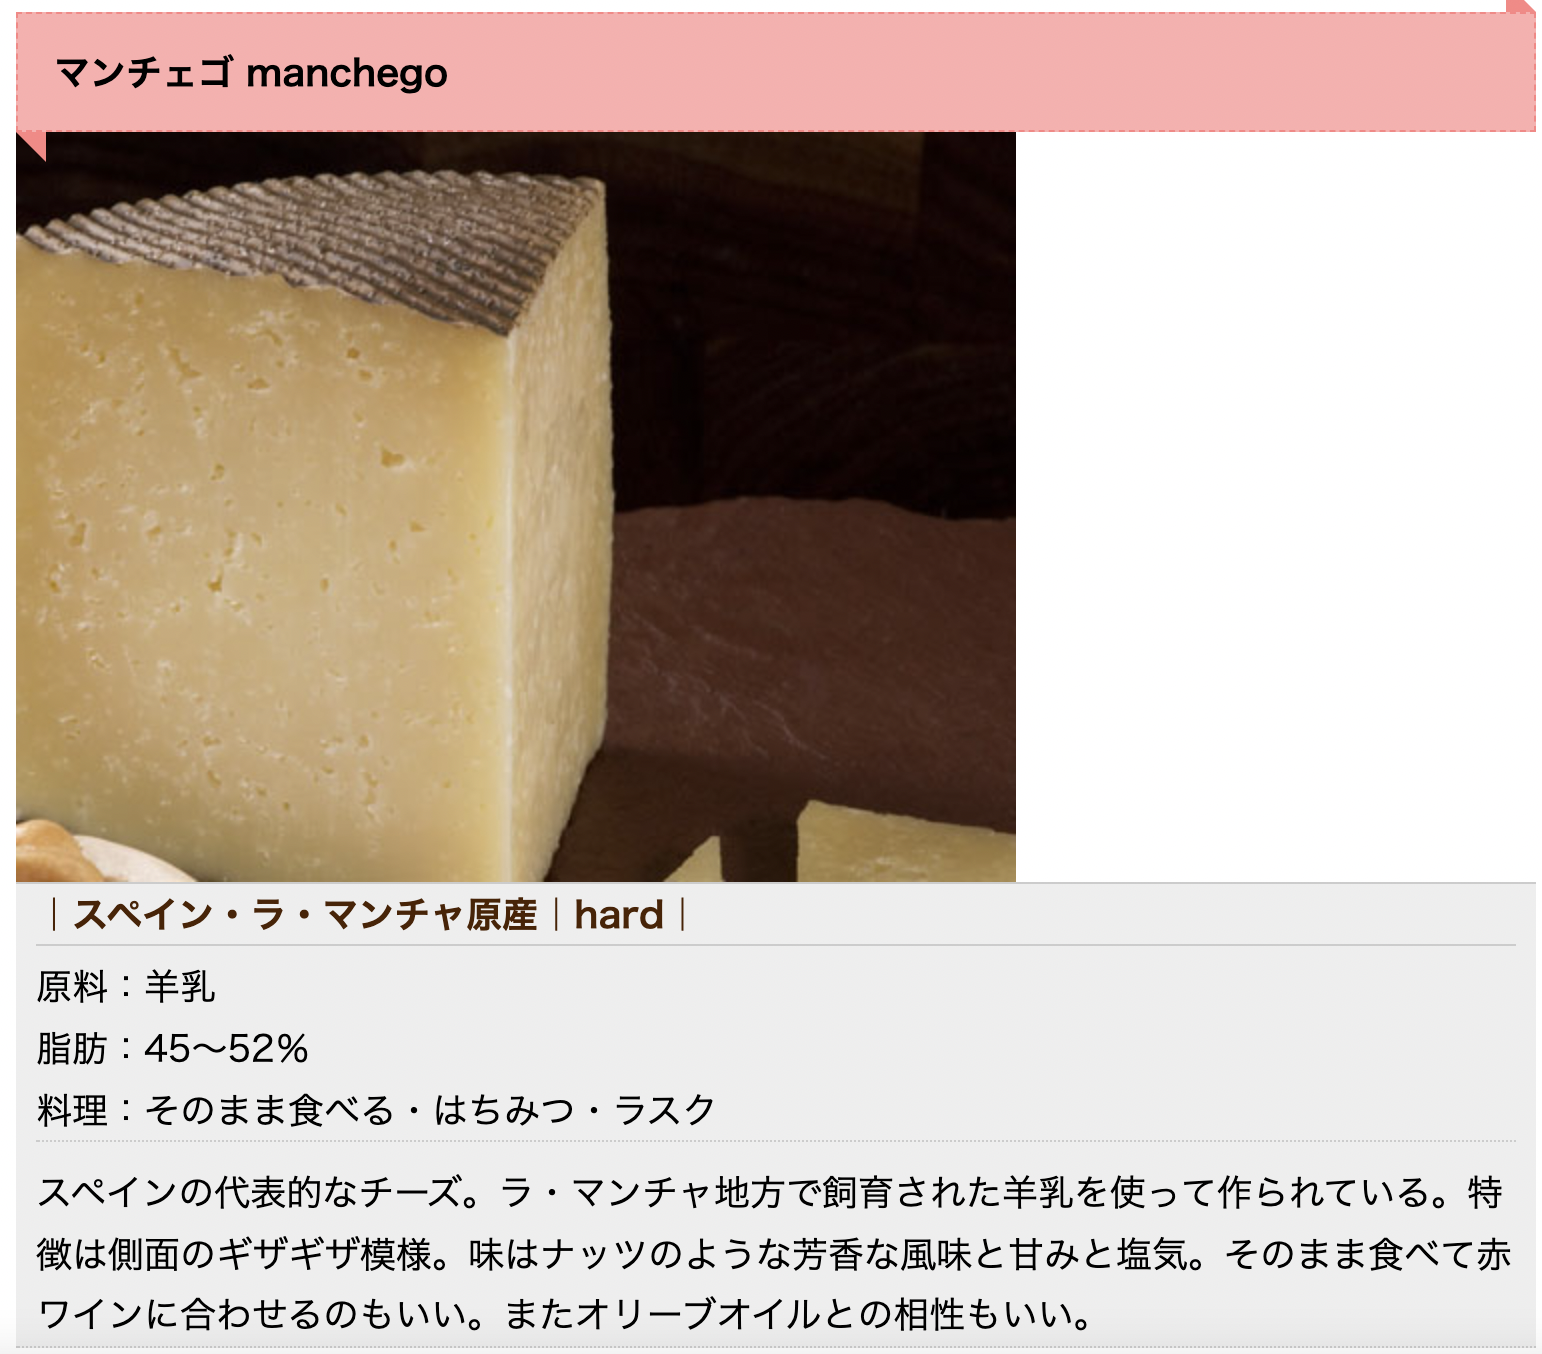 マンチェゴ manchego
｜スペイン・ラ・マンチャ原産｜hard｜
原料：羊乳
脂肪：45〜52%
料理：そのまま食べる・はちみつ・ラスク
スペインの代表的なチーズ。ラ・マンチャ地方で飼育された羊乳を使って作られている。特
徴は側面のギザギザ模様。味はナッツのような芳香な風味と甘みと塩気。そのまま食べて赤
ワインに合わせるのもいい。またオリーブオイルとの相性もいい。